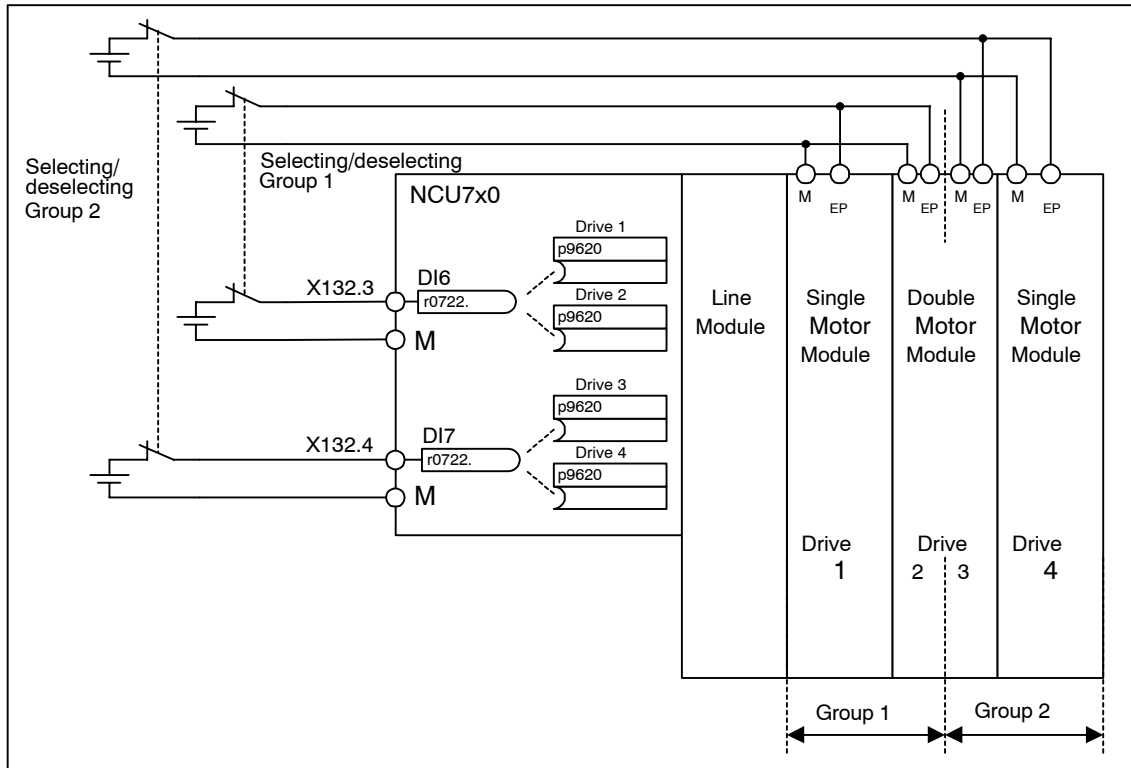 Selecting/
deselecting
Group 2
Selecting/deselecting
Group 1
NCU7x0
M
EP
M
EP
M
EP
M
EP
Drive 1
p9620
X132.3
DI6
r0722.
Drive 2
p9620
M
Line
Module
Single
Motor
Module
Double
Motor
Module
Single
Motor
Module
Drive 3
p9620
X132.4
DI7
r0722.
Drive 4
p9620
M
Drive
1
Drive
2 3
Drive
4
Group 1
Group 2